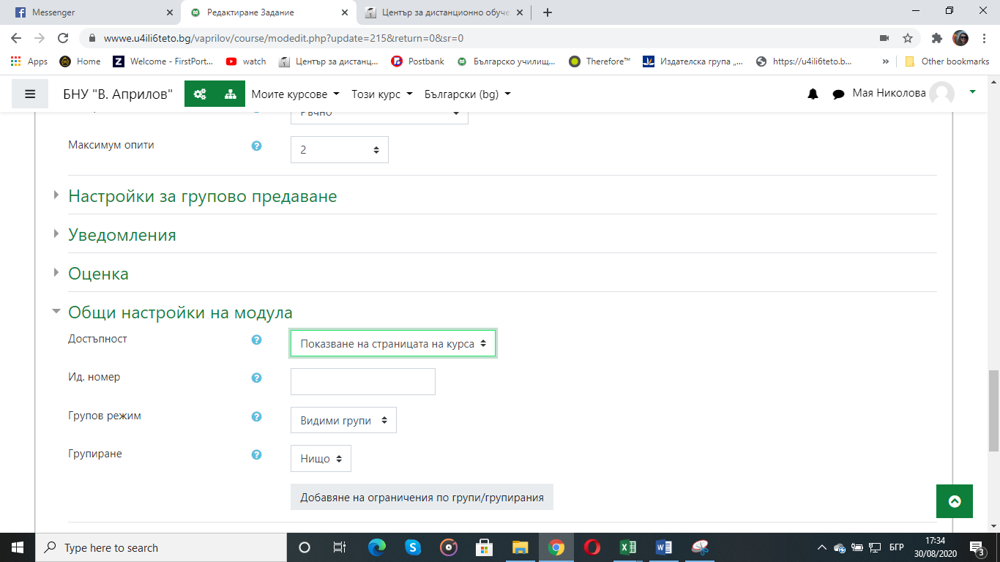 Messenger
Редактиране Задание
Център за дистанционно обуче
wwwe.u4ili6teto.bg/vaprilov/course/modedit.php?update=215&return=0&sr=0
Apps Home Welcome - FirstPort... watch Център за дистанц... Postbank Българско училищ... Therefore™ Издателска група „... https://u4ili6teto.b... » Other bookmarks
БНУ "В. Априлов" Моите курсове Този курс Български (bg) Мая Николова
Ръчно
Максимум опити 2
Настройки за групово предаване
Уведомления
Оценка
Общи настройки на модула
Достъпност Показване на страницата на курса
Ид. номер
Групов режим Видими групи
Групиране Нищо
Добавяне на ограничения по групи/групирания
Type here to search
БГР
17:34
30/08/2020
3